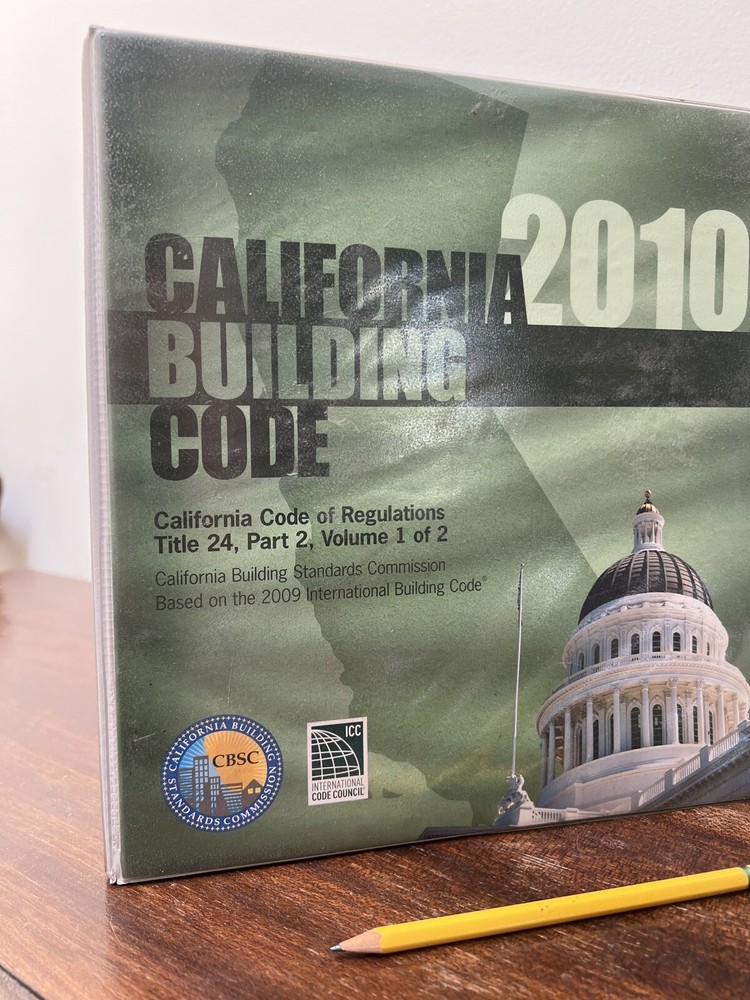 2010
CALIFORNIA
BUILDING
CODE
California Code of Regulations
Title 24, Part 2, Volume 1 of 2
California Building Standards Commission
Based on the 2009 International Building Code®
CALIFORNIA BUILDING
STANDARDS COMMISSION
CBSC
ICC
INTERNATIONAL
CODE COUNCIL®